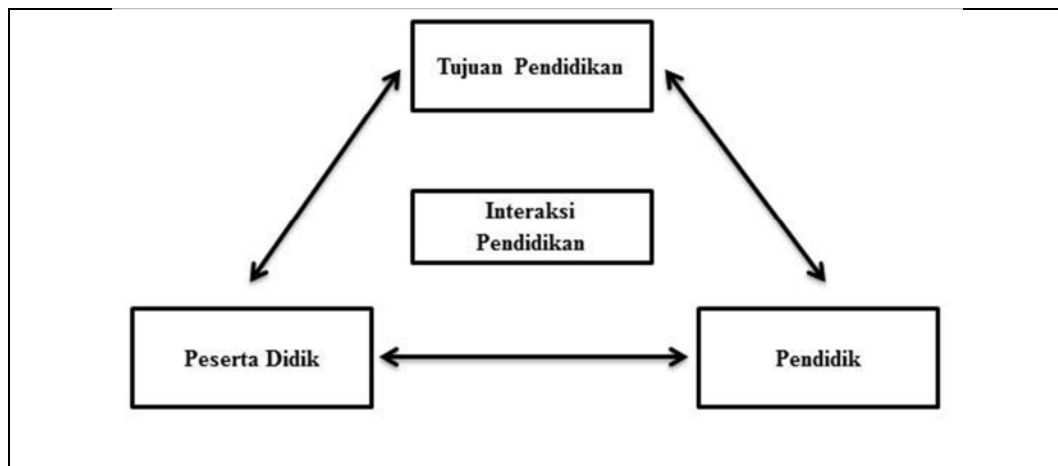 Tujuan Pendidikan
Interaksi
Pendidikan
Peserta Didik
Pendidik